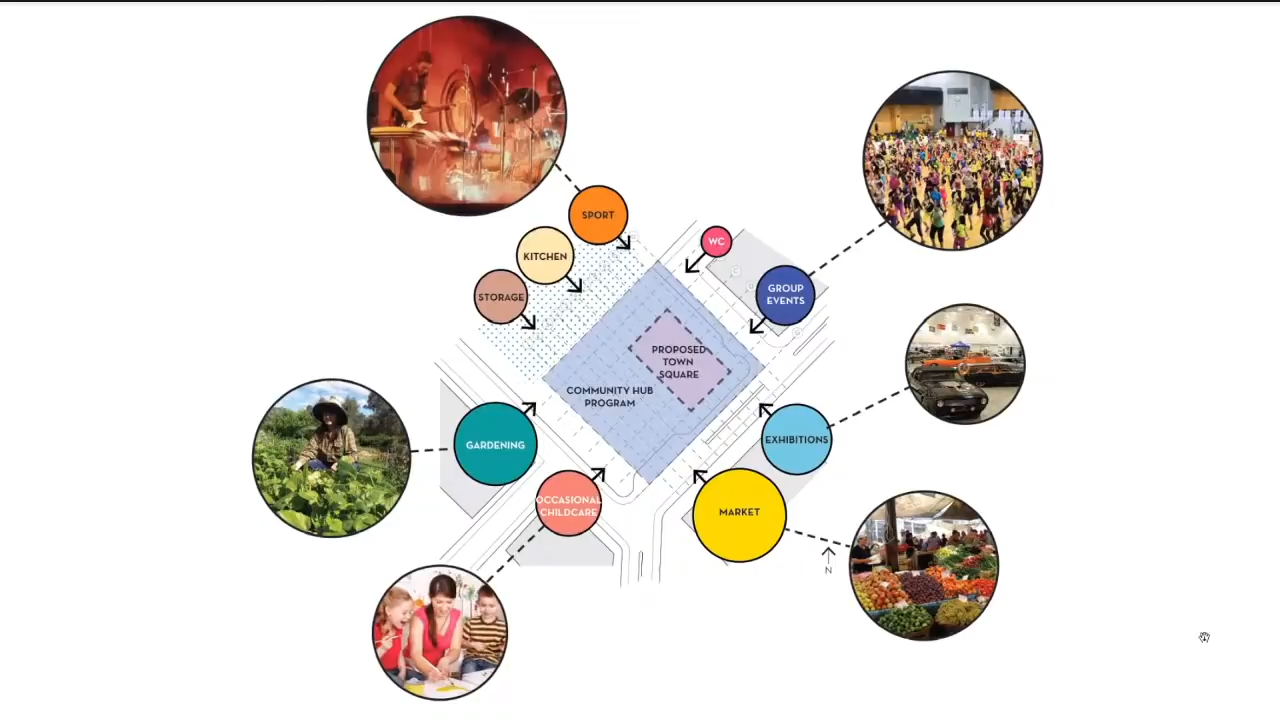 SPORT
WC
KITCHEN
GROUP
EVENTS
STORAGE
PROPOSED
TOWN
SQUARE
COMMUNITY HUB
PROGRAM
GARDENING
EXHIBITIONS
OCCASIONAL
CHILDCARE
MARKET
N